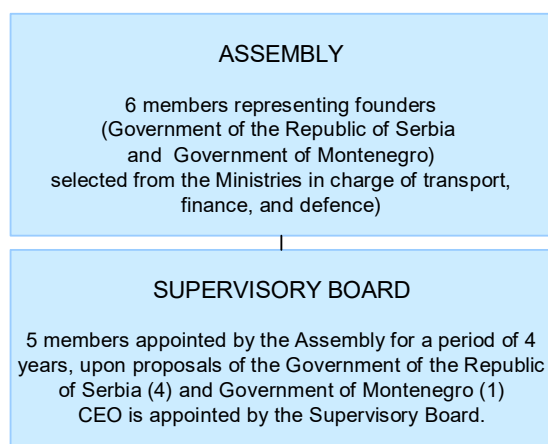 ASSEMBLY
6 members representing founders
(Government of the Republic of Serbia
and Government of Montenegro)
selected from the Ministries in charge of transport,
finance, and defence)
SUPERVISORY BOARD
5 members appointed by the Assembly for a period of 4
years, upon proposals of the Government of the Republic
of Serbia (4) and Government of Montenegro (1)
CEO is appointed by the Supervisory Board.